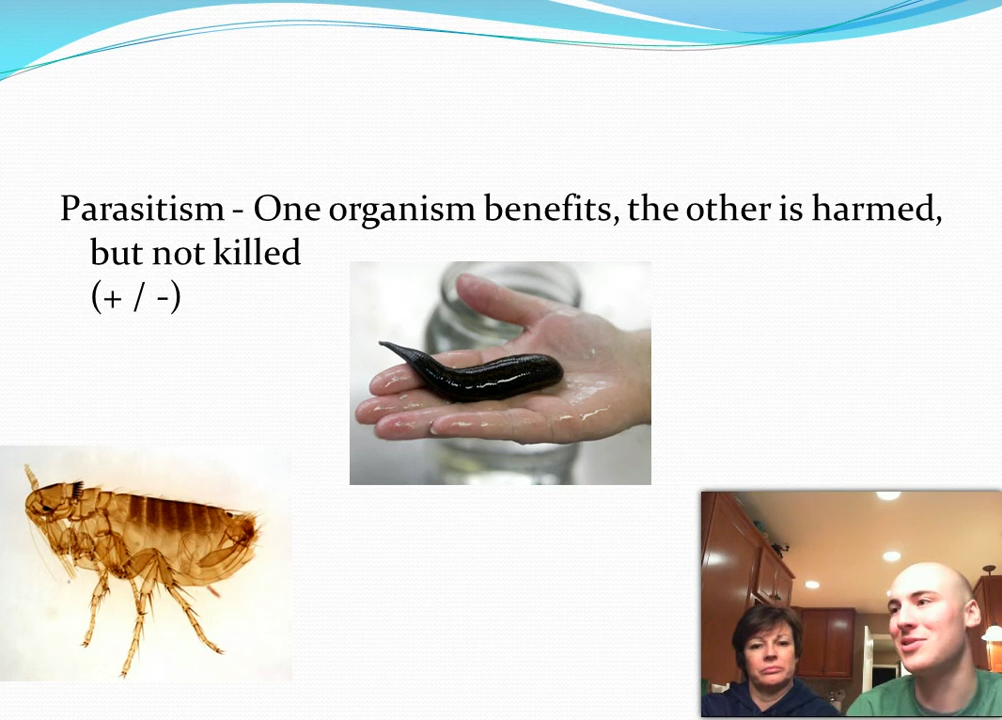 Parasitism - One organism benefits, the other is harmed,
but not killed
(+ / -)